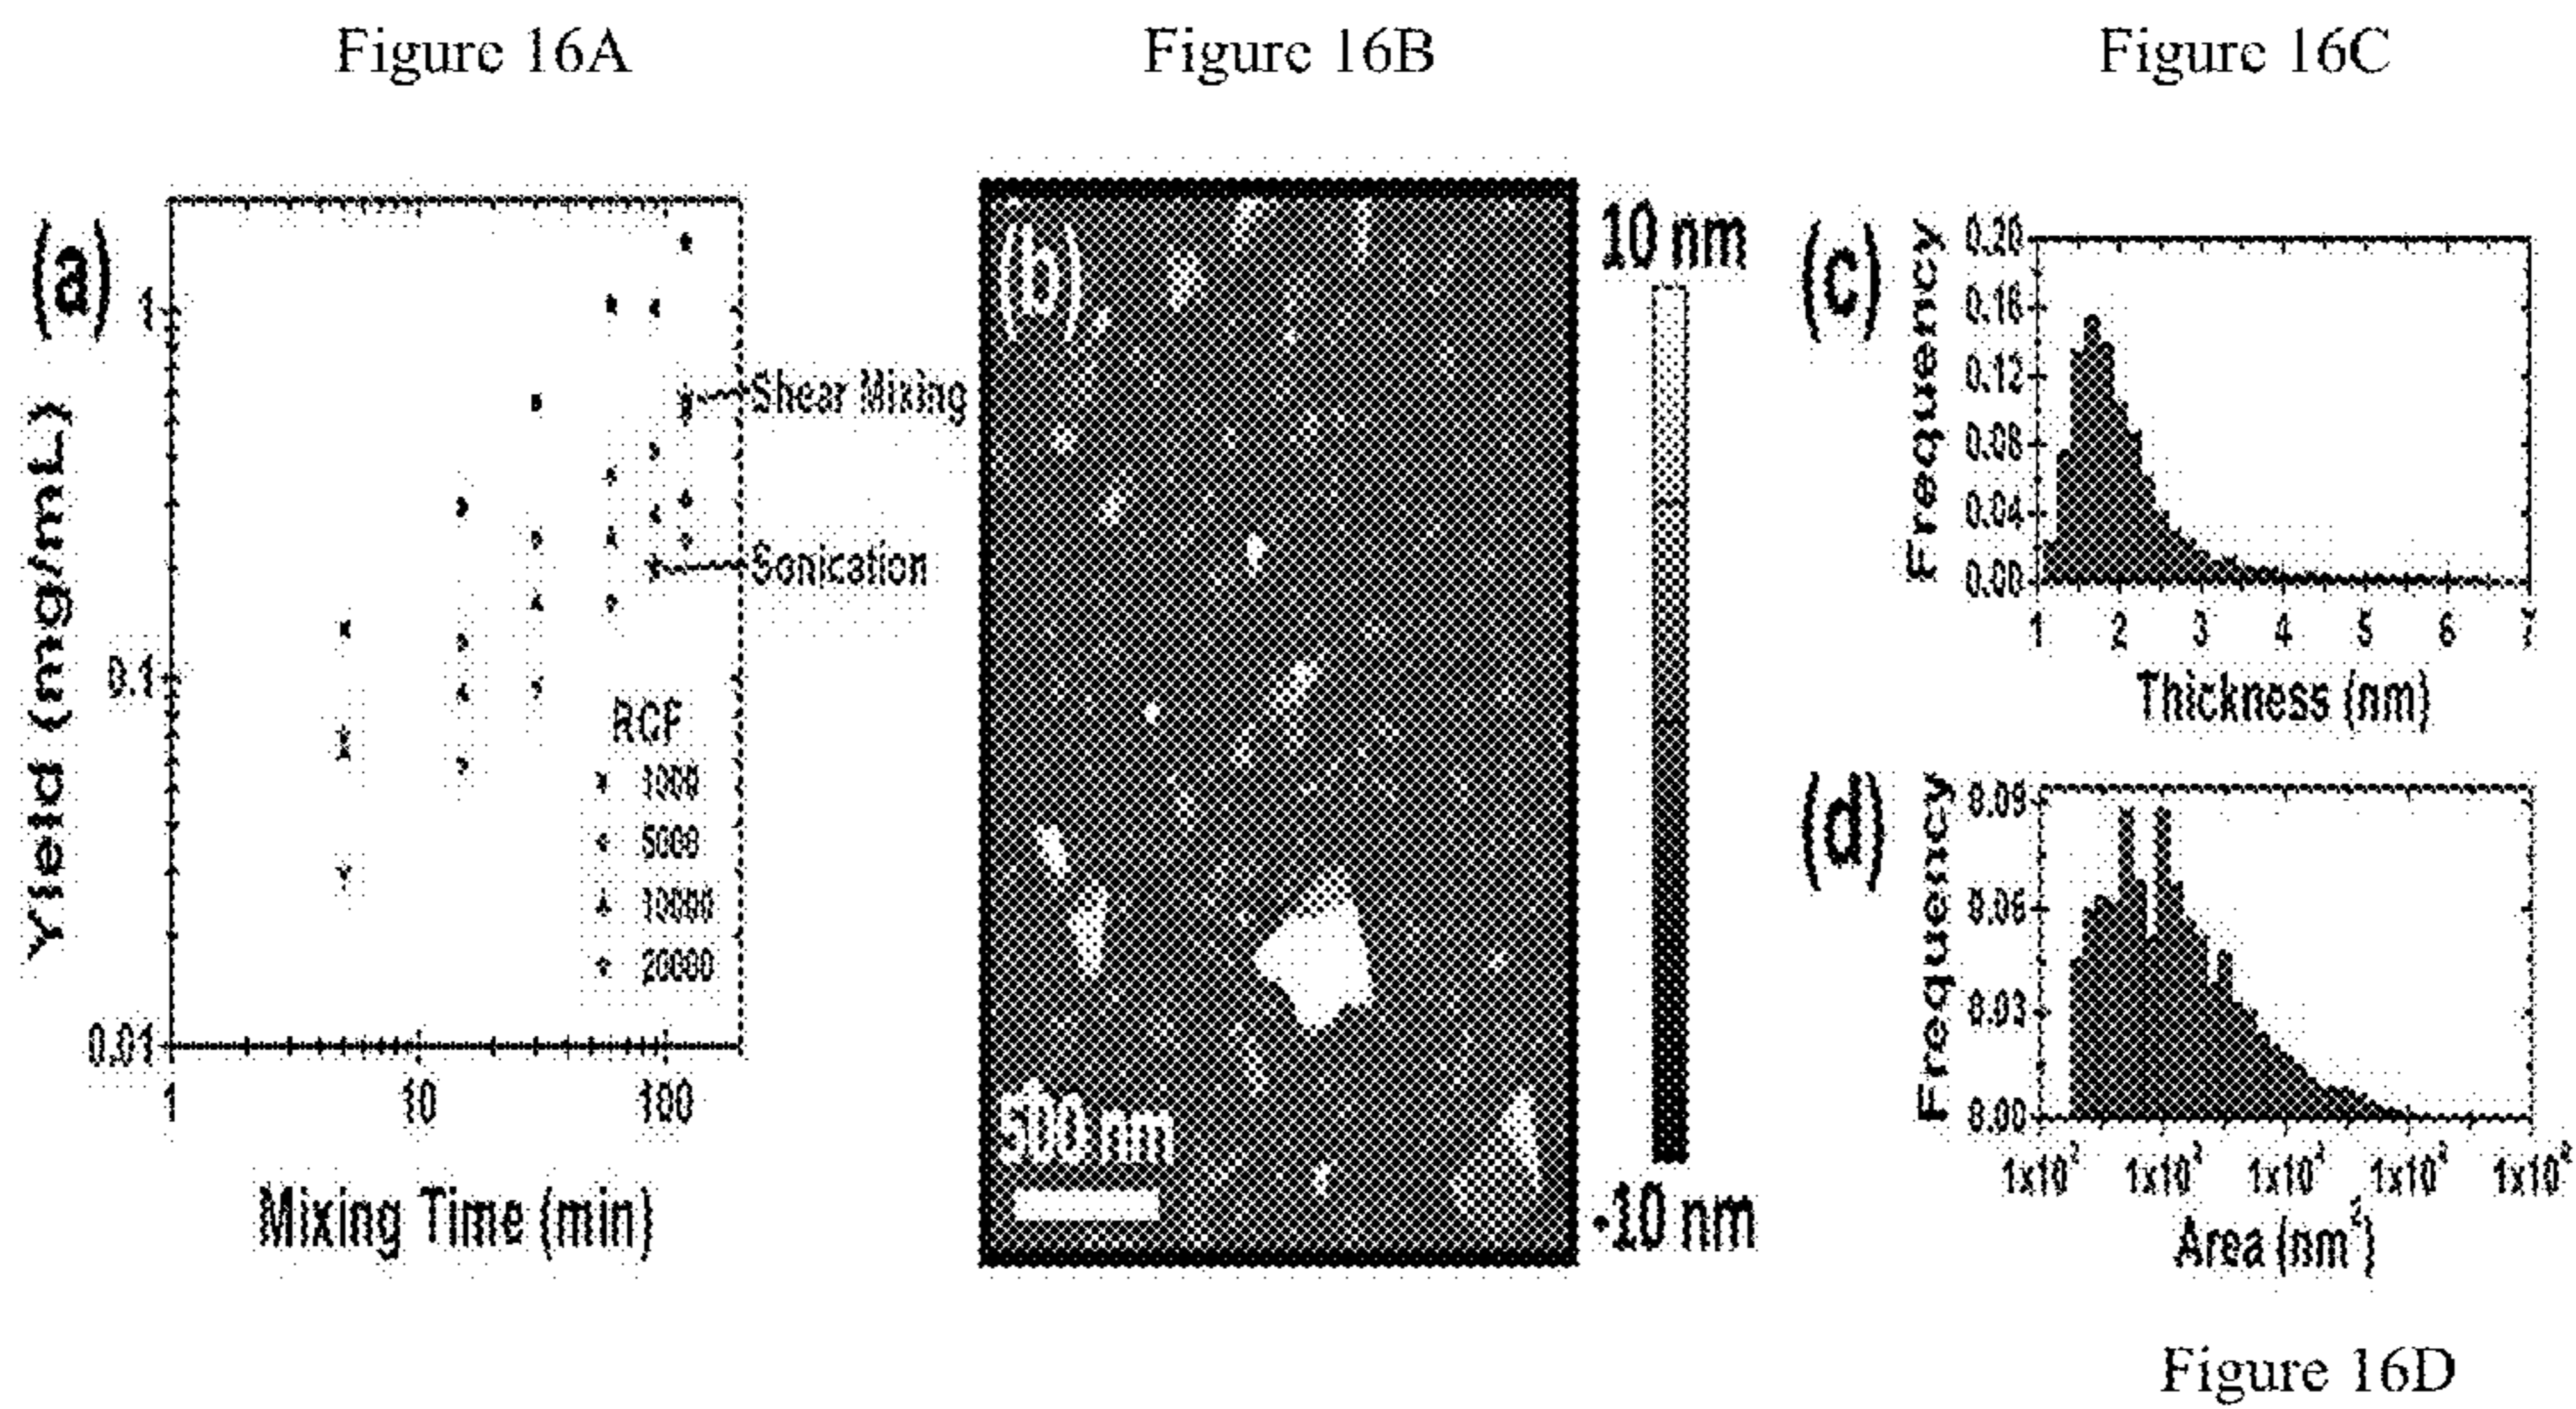 Figure 16A
Figure 16B
Figure 16C
(a)
Yield (mg/mL)
1
0.1
0.01
1
10
100
Mixing Time (min)
Shear Mixing
Sonication
RCF
1000
5000
10000
20000
(b)
500 nm
10 nm
-10 nm
(c)
Frequency
0.20
0.16
0.12
0.08
0.04
0.00
1
2
3
4
5
6
7
Thickness (nm)
(d)
Frequency
0.09
0.06
0.03
0.00
1x10²
1x10³
1x10⁴
Area (nm²)
Figure 16D